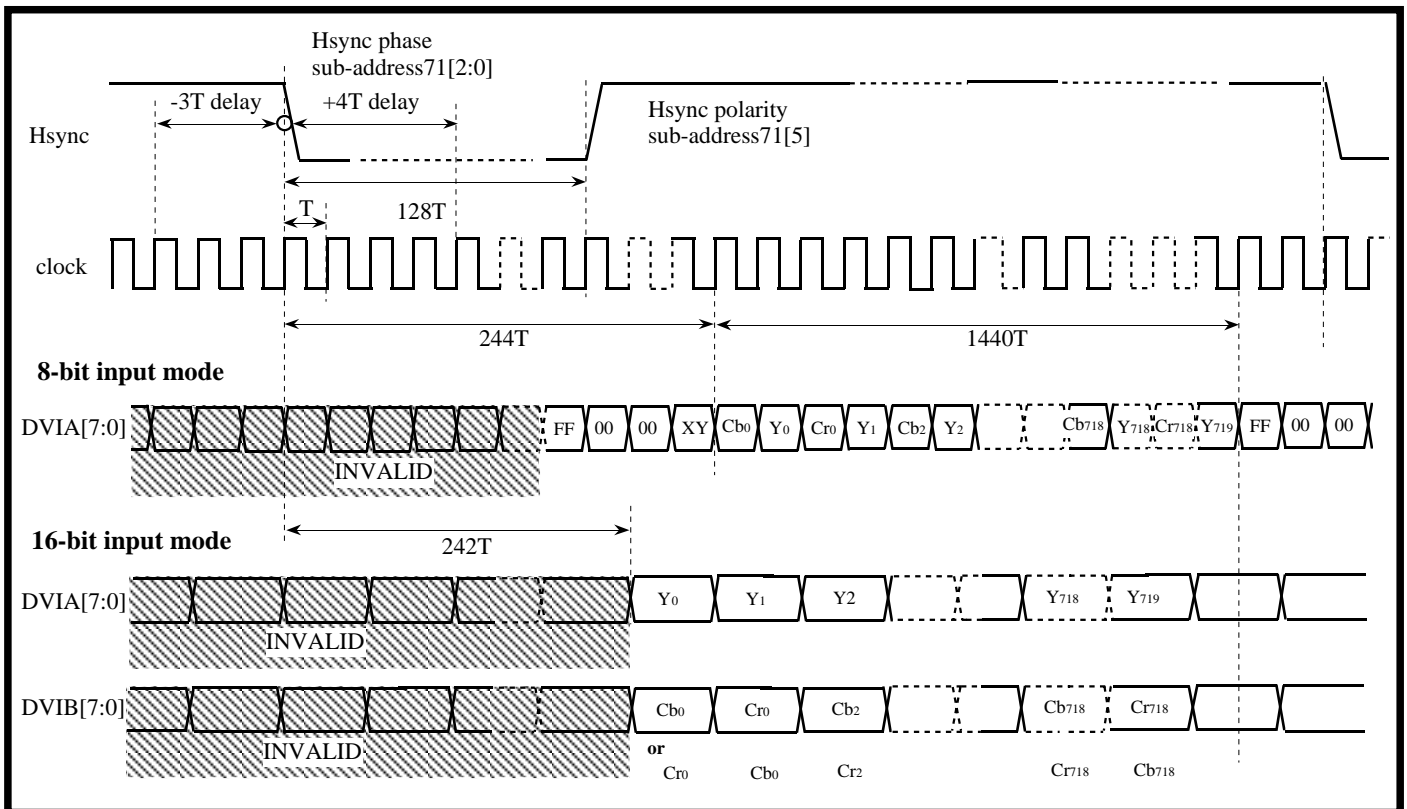 Hsync phase
sub-address71[2:0]
-3T delay
+4T delay
Hsync polarity
sub-address71[5]
Hsync
T
128T
clock
244T
1440T
8-bit input mode
DVIA[7:0]
FF 00 00 XY Cb0 Y0 Cr0 Y1 Cb2 Y2 Cb718 Y718 Cr718 Y719 FF 00 00
INVALID
242T
16-bit input mode
DVIA[7:0]
Y0 Y1 Y2 Y718 Y719
INVALID
DVIB[7:0]
Cb0 Cr0 Cb2 Cb718 Cr718
INVALID
or
Cr0 Cb0 Cr2 Cr718 Cb718